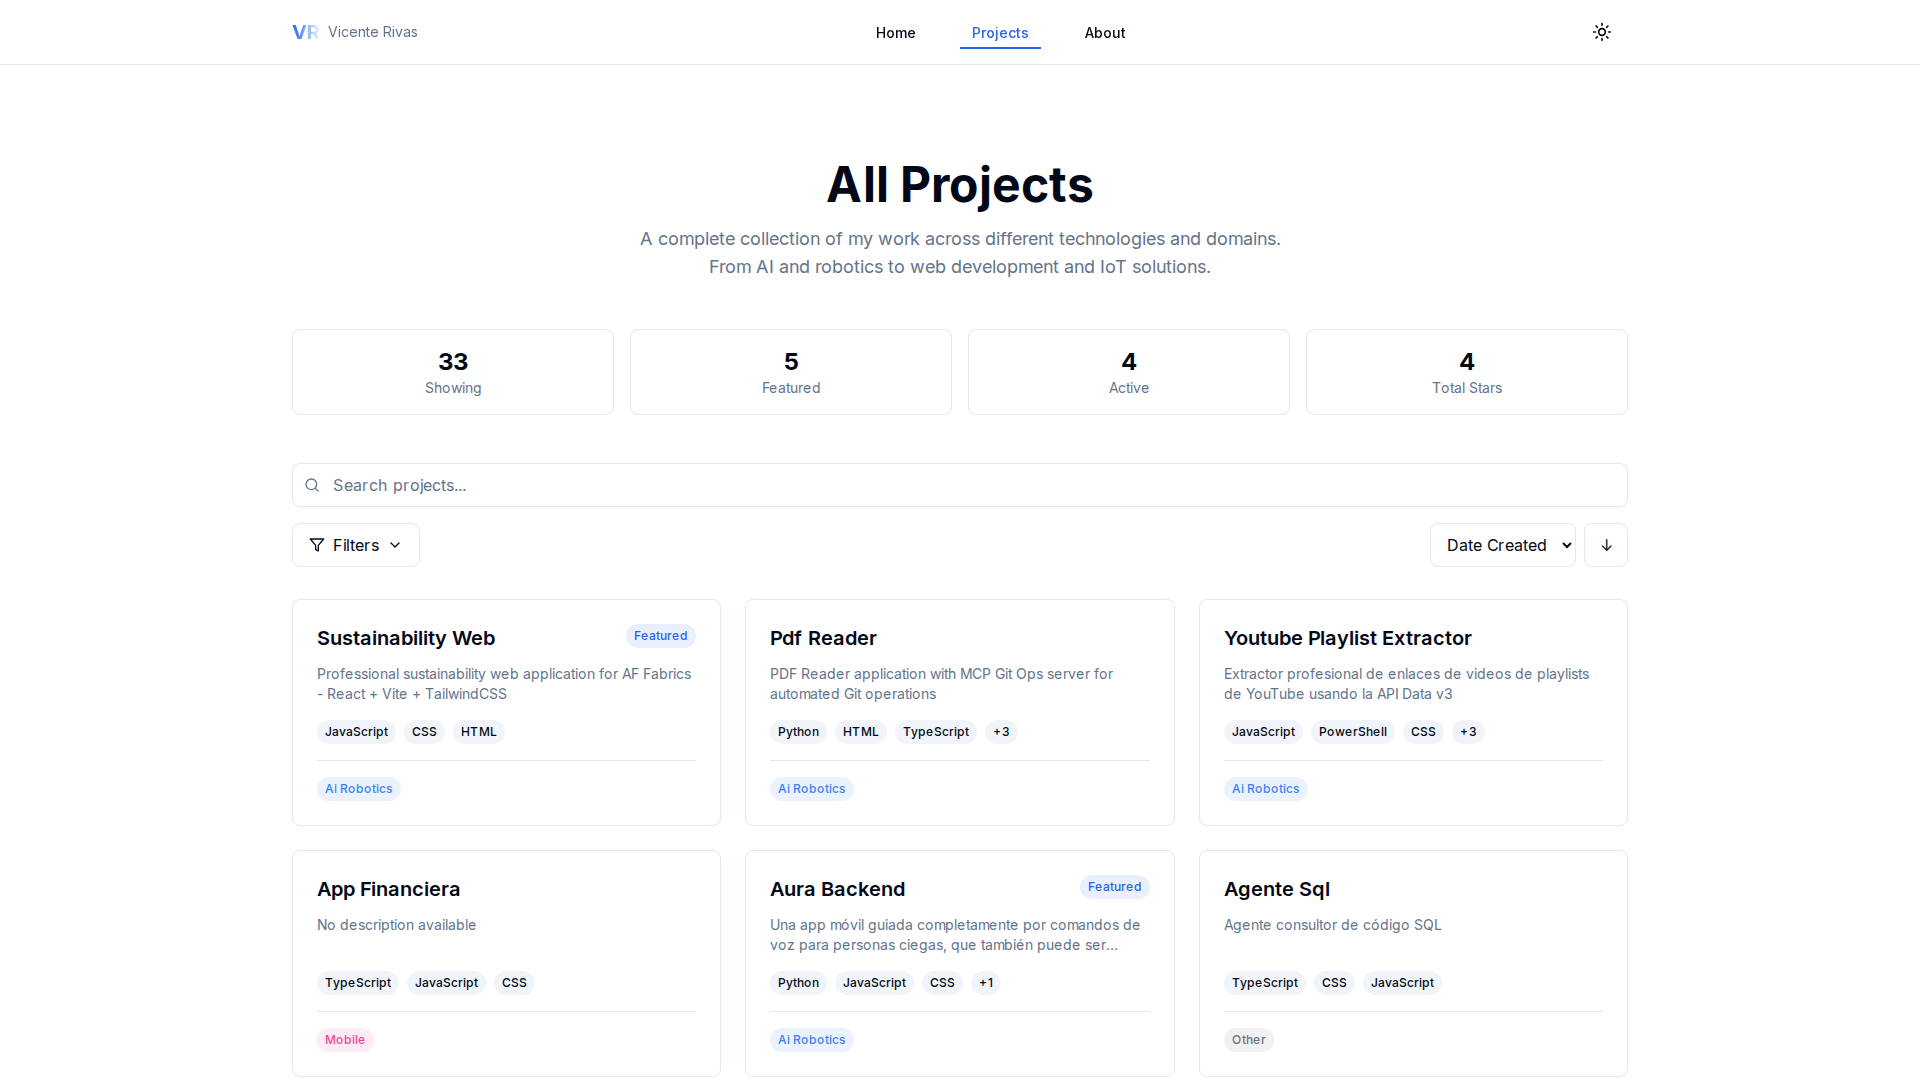 VR Vicente Rivas Home Projects About
All Projects
A complete collection of my work across different technologies and domains.
From AI and robotics to web development and IoT solutions.
33 5 4 4
Showing Featured Active Total Stars
Search projects...
Filters Date Created
Sustainability Web Featured
Professional sustainability web application for AF Fabrics
- React + Vite + TailwindCSS
JavaScript CSS HTML
Ai Robotics
Pdf Reader
PDF Reader application with MCP Git Ops server for
automated Git operations
Python HTML TypeScript +3
Ai Robotics
Youtube Playlist Extractor
Extractor profesional de enlaces de videos de playlists
de YouTube usando la API Data v3
JavaScript PowerShell CSS +3
Ai Robotics
App Financiera
No description available
TypeScript JavaScript CSS
Mobile
Aura Backend Featured
Una app móvil guiada completamente por comandos de
voz para personas ciegas, que también puede ser...
Python JavaScript CSS +1
Ai Robotics
Agente Sql
Agente consultor de código SQL
TypeScript CSS JavaScript
Other